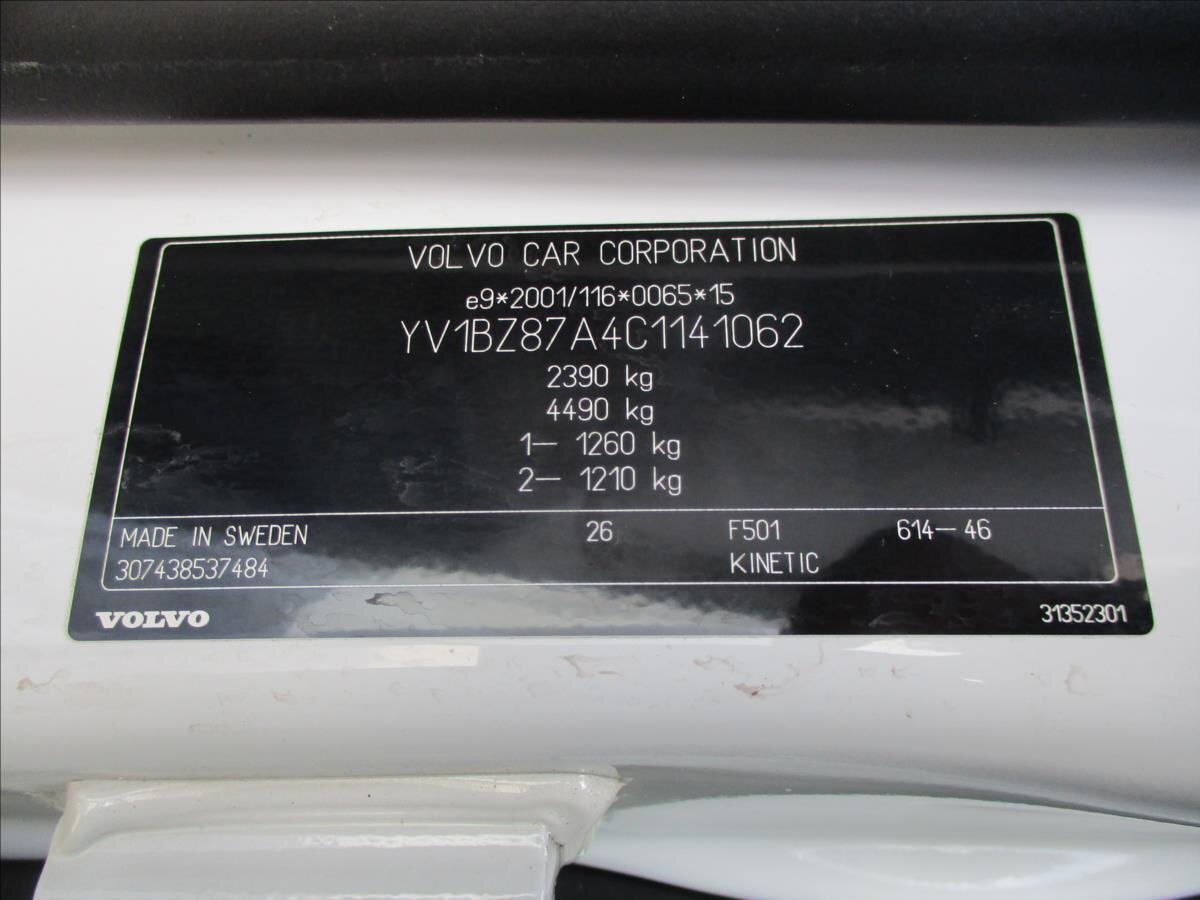 VOLVO CAR CORPORATION
e9*2001/116*0065*15
YV1BZ87A4C1141062
2390 kg
4490 kg
1— 1260 kg
2— 1210 kg
MADE IN SWEDEN 26 F501 614—46
307438537484 KINETIC
VOLVO 31352301